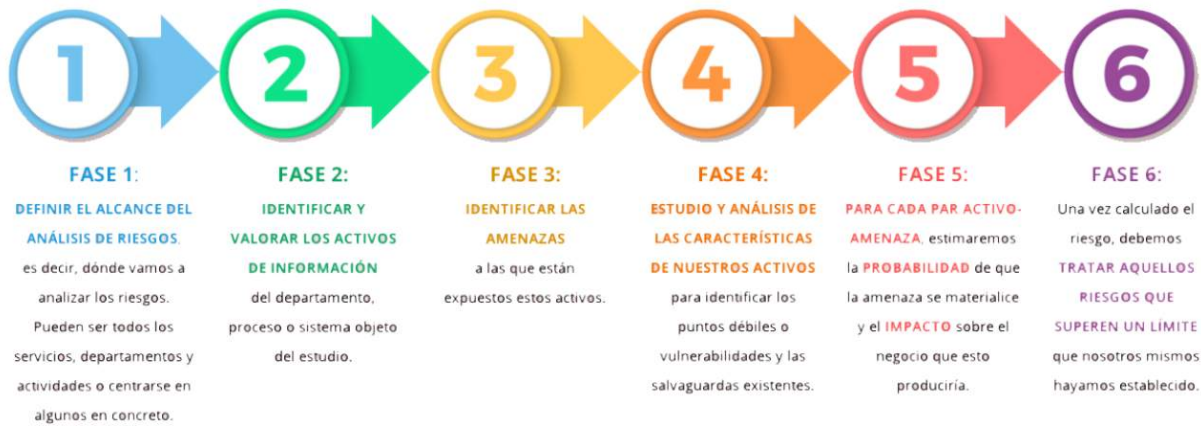 1
2
3
4
5
6
FASE 1:
DEFINIR EL ALCANCE DEL
ANÁLISIS DE RIESGOS,
es decir, dónde vamos a
analizar los riesgos.
Pueden ser todos los
servicios, departamentos y
actividades o centrarse en
algunos en concreto.
FASE 2:
IDENTIFICAR Y
VALORAR LOS ACTIVOS
DE INFORMACIÓN
del departamento,
proceso o sistema objeto
del estudio.
FASE 3:
IDENTIFICAR LAS
AMENAZAS
a las que están
expuestos estos activos.
FASE 4:
ESTUDIO Y ANÁLISIS DE
LAS CARACTERÍSTICAS
DE NUESTROS ACTIVOS
para identificar los
puntos débiles o
vulnerabilidades y las
salvaguardas existentes.
FASE 5:
PARA CADA PAR ACTIVO-
AMENAZA, estimaremos
la PROBABILIDAD de que
la amenaza se materialice
y el IMPACTO sobre el
negocio que esto
produciría.
FASE 6:
Una vez calculado el
riesgo, debemos
TRATAR AQUELLOS
RIESGOS QUE
SUPEREN UN LÍMITE
que nosotros mismos
hayamos establecido.